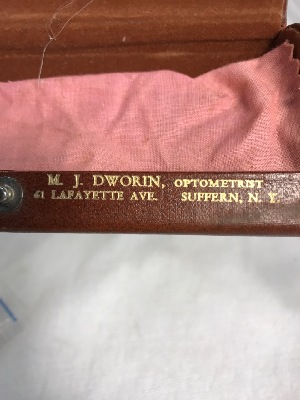 M. J. DWORIN, OPTOMETRIST
61 LAFAYETTE AVE. SUFFERN, N. Y.